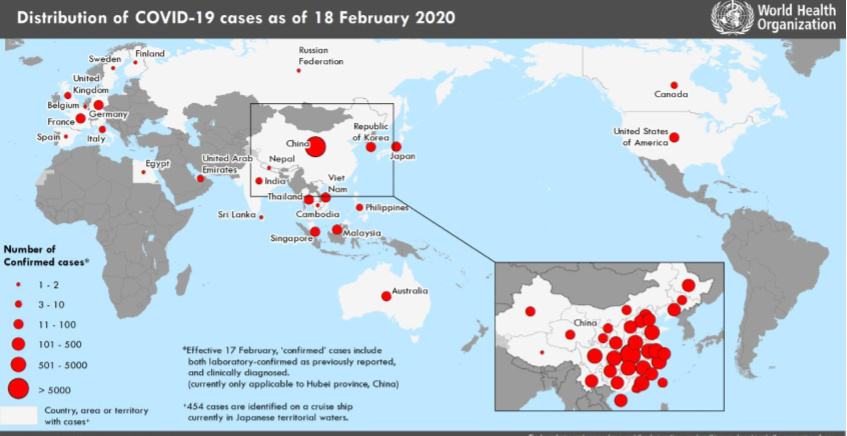 Distribution of COVID-19 cases as of 18 February 2020
World Health
Organization
Russian
Federation
Finland
Sweden
United
Kingdom
Belgium
Germany
France
Spain
Italy
Canada
United States
of America
Republic
of Korea
China
Japan
Egypt
United Arab
Emirates
Nepal
India
Viet
Nam
Thailand
Sri Lanka
Cambodia
Philippines
Singapore
Malaysia
Australia
China
Number of
Confirmed cases*
1 - 2
3 - 10
11 - 100
101 - 500
501 - 5000
> 5000
Country, area or territory
with cases⁺
*Effective 17 February, 'confirmed' cases include
both laboratory-confirmed as previously reported,
and clinically diagnosed.
(currently only applicable to Hubei province, China)
⁺454 cases are identified on a cruise ship
currently in Japanese territorial waters.